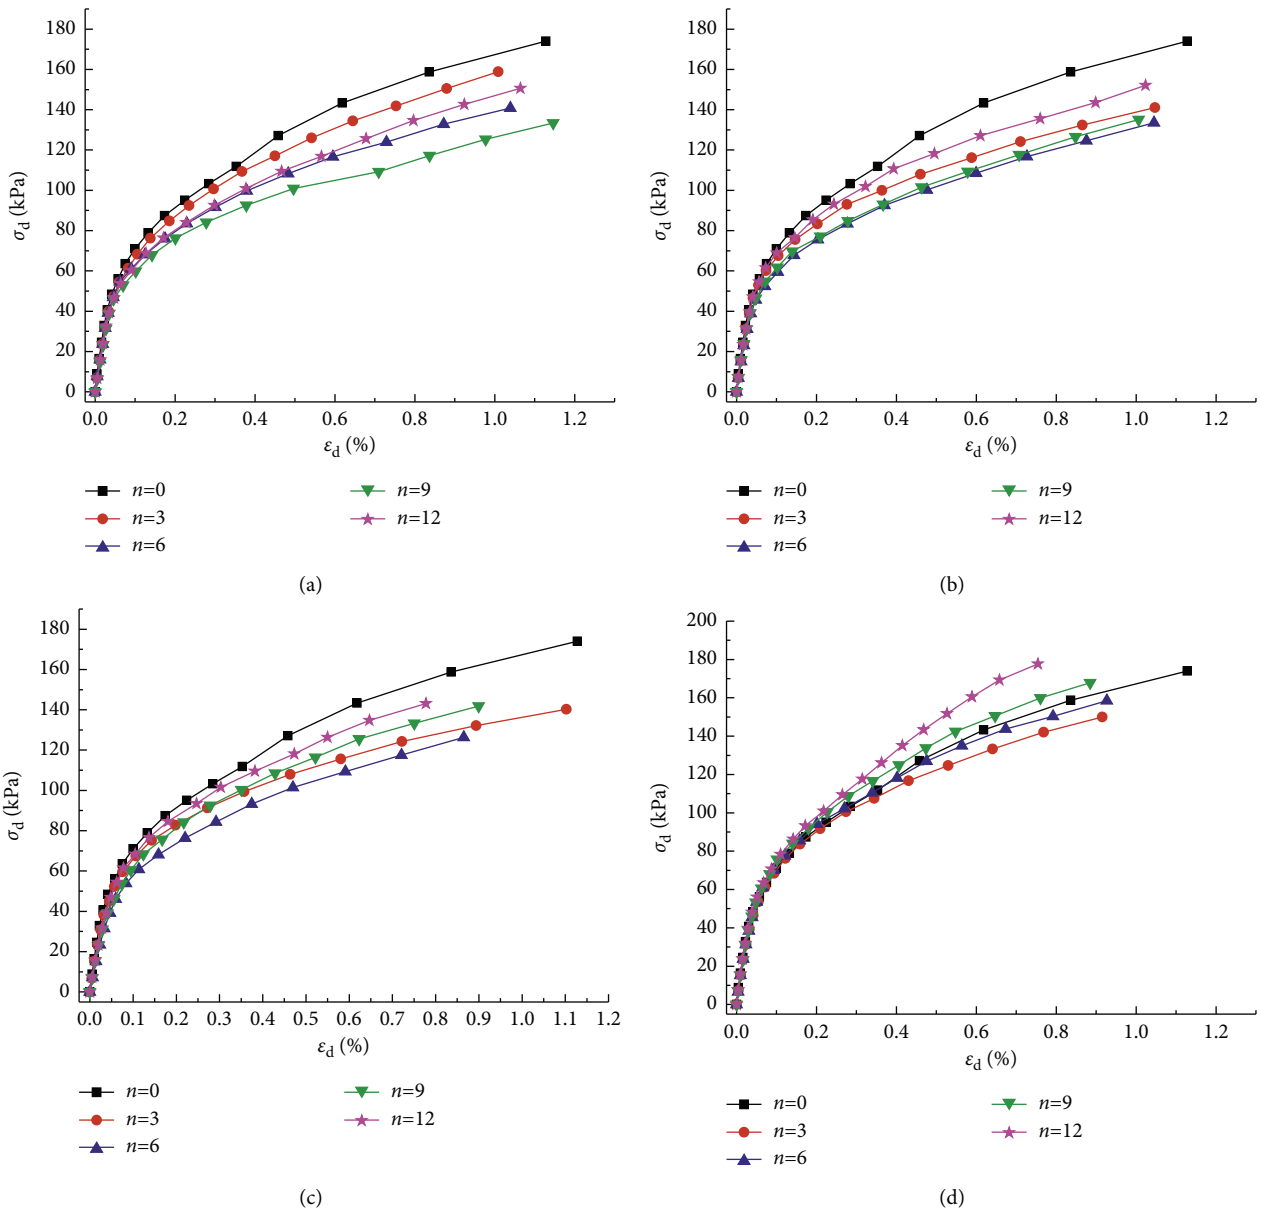 180
160
140
120
100
80
60
40
20
0
σd (kPa)
0.0 0.2 0.4 0.6 0.8 1.0 1.2
εd (%)
n=0 n=9
n=3 n=12
n=6
(a)
180
160
140
120
100
80
60
40
20
0
σd (kPa)
0.0 0.2 0.4 0.6 0.8 1.0 1.2
εd (%)
n=0 n=9
n=3 n=12
n=6
(b)
180
160
140
120
100
80
60
40
20
0
σd (kPa)
0.0 0.1 0.2 0.3 0.4 0.5 0.6 0.7 0.8 0.9 1.0 1.1 1.2
εd (%)
n=0 n=9
n=3 n=12
n=6
(c)
200
180
160
140
120
100
80
60
40
20
0
σd (kPa)
0.0 0.2 0.4 0.6 0.8 1.0 1.2
εd (%)
n=0 n=9
n=3 n=12
n=6
(d)